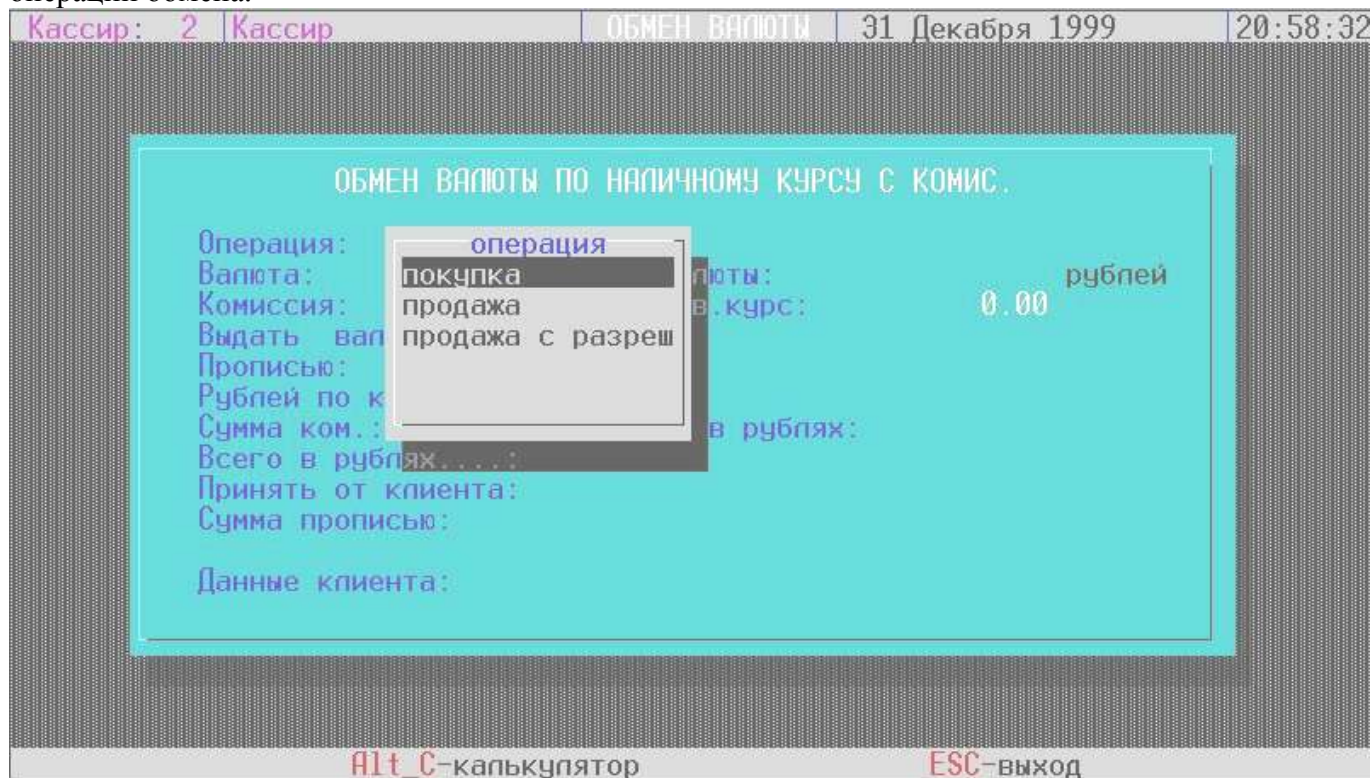 операции обмена.
Кассир: 2 Кассир ОБМЕН ВАЛЮТЫ 31 Декабря 1999 20:58:32
ОБМЕН ВАЛЮТЫ ПО НАЛИЧНОМУ КУРСУ С КОМИС.
Операция: операция
Валюта: покупка люты: рублей
Комиссия: продажа в.курс: 0.00
Выдать вал продажа с разреш
Прописью:
Рублей по к
Сумма ком.: в рублях:
Всего в рублях....:
Принять от клиента:
Сумма прописью:
Данные клиента:
Alt_C-калькулятор ESC-выход